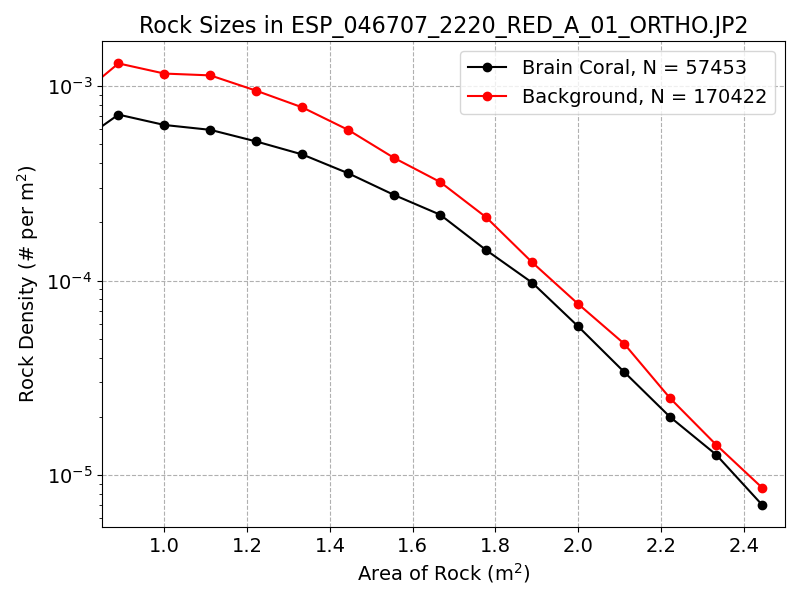 Rock Sizes in ESP_046707_2220_RED_A_01_ORTHO.JP2
Brain Coral, N = 57453
Background, N = 170422
Rock Density (# per m²)
10⁻³
10⁻⁴
10⁻⁵
1.0 1.2 1.4 1.6 1.8 2.0 2.2 2.4
Area of Rock (m²)